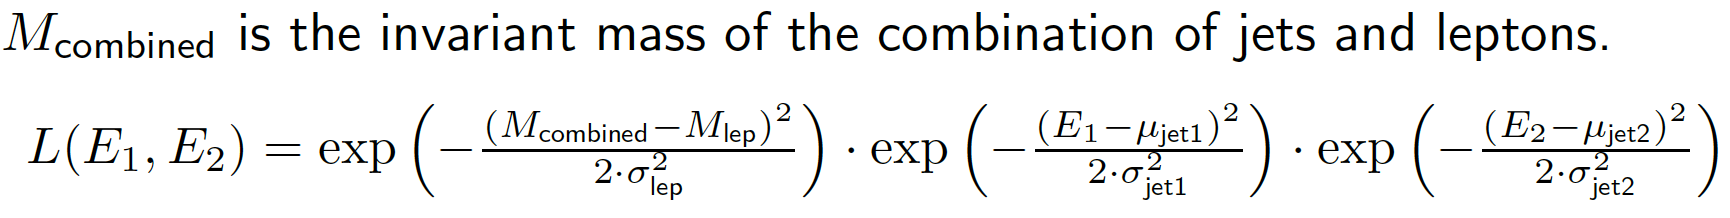 M_combined is the invariant mass of the combination of jets and leptons.
L(E_1, E_2) = exp(−(M_combined−M_lep)^2/(2·σ_lep^2)) · exp(−(E_1−μ_jet1)^2/(2·σ_jet1^2)) · exp(−(E_2−μ_jet2)^2/(2·σ_jet2^2))